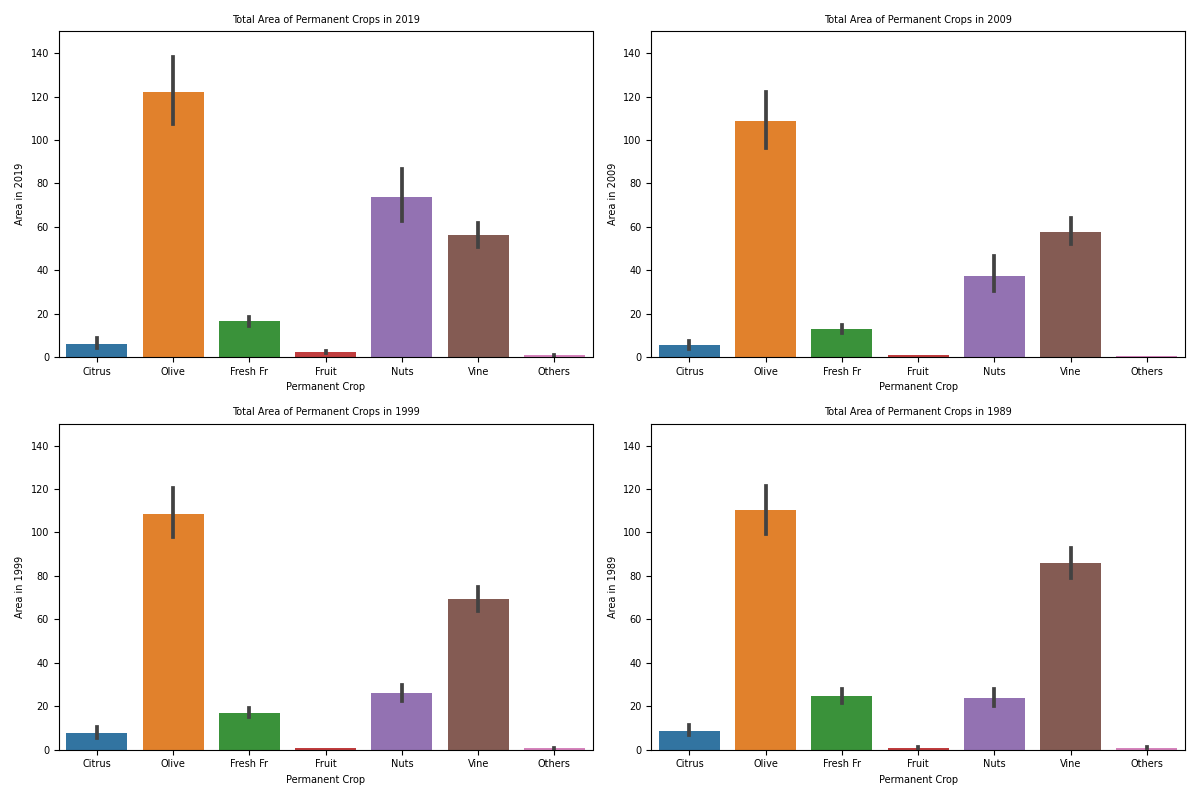 Total Area of Permanent Crops in 2019
Area in 2019
140
120
100
80
60
40
20
0
Citrus Olive Fresh Fr Fruit Nuts Vine Others
Permanent Crop
Total Area of Permanent Crops in 2009
Area in 2009
140
120
100
80
60
40
20
0
Citrus Olive Fresh Fr Fruit Nuts Vine Others
Permanent Crop
Total Area of Permanent Crops in 1999
Area in 1999
140
120
100
80
60
40
20
0
Citrus Olive Fresh Fr Fruit Nuts Vine Others
Permanent Crop
Total Area of Permanent Crops in 1989
Area in 1989
140
120
100
80
60
40
20
0
Citrus Olive Fresh Fr Fruit Nuts Vine Others
Permanent Crop